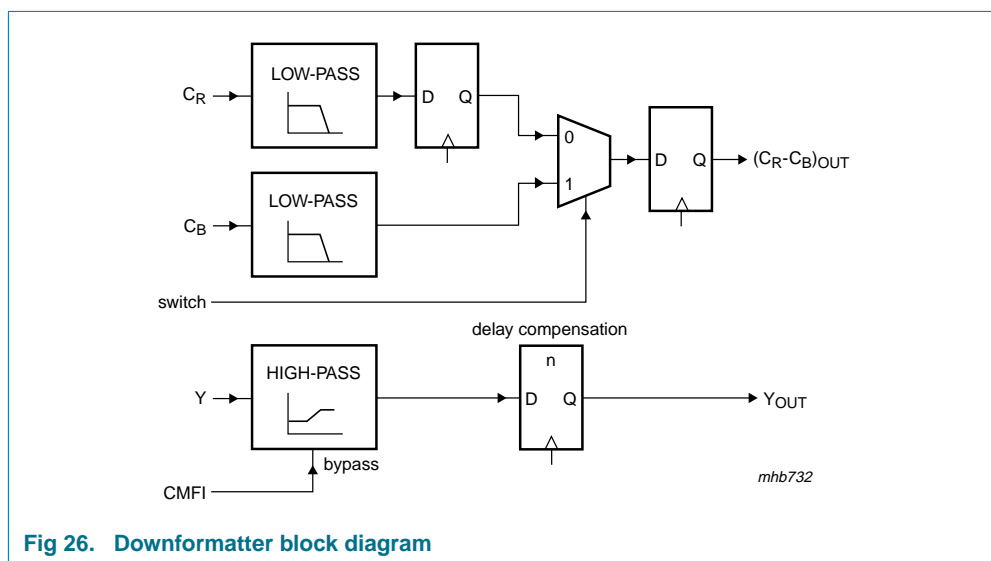 LOW-PASS
C_R
D Q
0
D Q
(C_R-C_B)_OUT
1
LOW-PASS
C_B
switch
delay compensation
n
HIGH-PASS
Y
D Q
Y_OUT
bypass
CMFI
mhb732
Fig 26. Downformatter block diagram